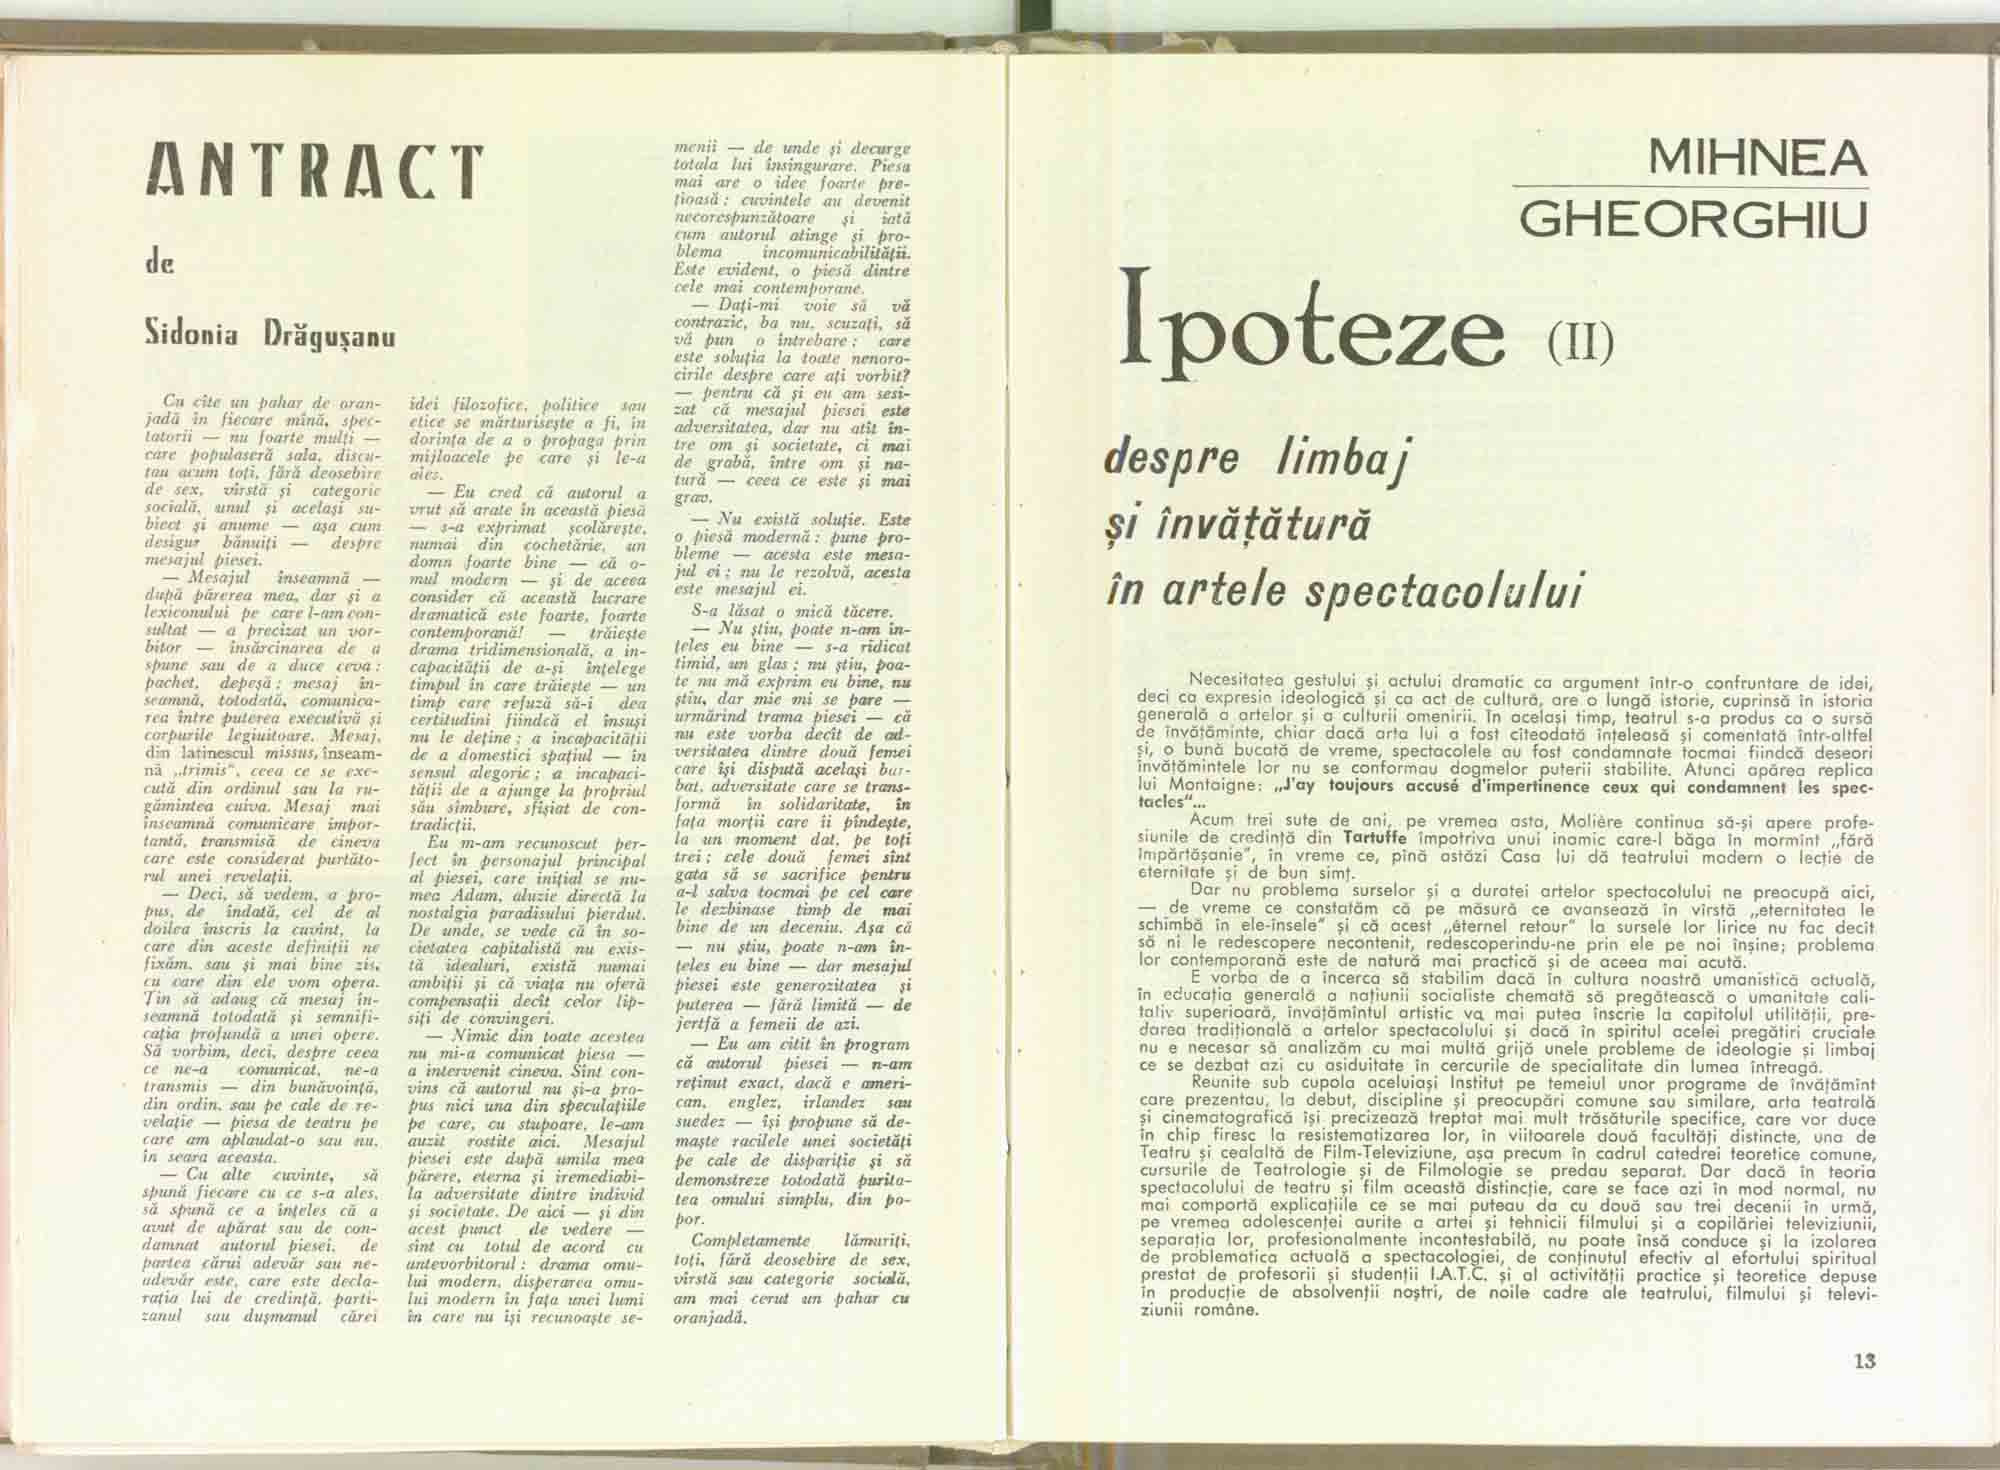 ANTRACT
de
Sidonia Drăgușanu
Cu cîte un pahar de oran-
jadă în fiecare mînă, spec-
tatorii — nu foarte mulți —
care populaseră sala, discu-
tau acum toți, fără deosebire
de sex, vîrstă și categorie
socială, unul și același su-
biect și anume — așa cum
desigur bănuiți — despre
mesajul piesei.
— Mesajul înseamnă —
după părerea mea, dar și a
lexiconului pe care l-am con-
sultat — a precizat un vor-
bitor — însărcinarea de a
spune sau de a duce ceva:
pachet, depeșă; mesaj în-
seamnă, totodată, comunica-
rea între puterea executivă și
corpurile legiuitoare. Mesaj,
din latinescul missus, înseam-
nă „trimis“, ceea ce se exe-
cută din ordinul sau la ru-
gămintea cuiva. Mesaj mai
înseamnă comunicare impor-
tantă, transmisă de cineva
care este considerat purtăto-
rul unei revelații.
— Deci, să vedem, a pro-
pus, de îndată, cel de al
doilea înscris la cuvînt, la
care din aceste definiții ne
fixăm, sau și mai bine zis,
cu care din ele vom opera.
Țin să adaug că mesaj în-
seamnă totodată și semnifi-
cația profundă a unei opere.
Să vorbim, deci, despre ceea
ce ne-a comunicat, ne-a
transmis — din bunăvoință,
din ordin, sau pe cale de re-
velație — piesa de teatru pe
care am aplaudat-o sau nu,
în seara aceasta.
— Cu alte cuvinte, să
spună fiecare cu ce s-a ales,
să spună ce a înțeles că a
avut de apărat sau de con-
damnat autorul piesei, de
partea cărui adevăr sau ne-
adevăr este, care este decla-
rația lui de credință, parti-
zanul sau dușmanul cărei
idei filozofice, politice sau
etice se mărturisește a fi, în
dorința de a o propaga prin
mijloacele pe care și le-a
ales.
— Eu cred că autorul a
vrut să arate în această piesă
— s-a exprimat școlărește,
numai din cochetărie, un
domn foarte bine — că o-
mul modern — și de aceea
consider că această lucrare
dramatică este foarte, foarte
contemporană! — trăiește
drama tridimensională, a in-
capacității de a-și înțelege
timpul în care trăiește — un
timp care refuză să-i dea
certitudini fiindcă el însuși
nu le deține; a incapacității
de a domestici spațiul — în
sensul alegoric; a incapaci-
tății de a ajunge la propriul
său sîmbure, sfîșiat de con-
tradicții.
Eu m-am recunoscut per-
fect în personajul principal
al piesei, care inițial se nu-
mea Adam, aluzie directă la
nostalgia paradisului pierdut.
De unde, se vede că în so-
cietatea capitalistă nu exis-
tă idealuri, există numai
ambiții și că viața nu oferă
compensații decît celor lip-
siți de convingeri.
— Nimic din toate acestea
nu mi-a comunicat piesa —
a intervenit cineva. Sînt con-
vins că autorul nu și-a pro-
pus nici una din speculațiile
pe care, cu stupoare, le-am
auzit rostite aici. Mesajul
piesei este după umila mea
părere, eterna și iremediabi-
la adversitate dintre individ
și societate. De aici — și din
acest punct de vedere —
sînt cu totul de acord cu
antevorbitorul: drama omu-
lui modern, disperarea omu-
lui modern în fața unei lumi
în care nu își recunoaște se-
menii — de unde și decurge
totala lui însingurare. Piesa
mai are o idee foarte pre-
țioasă: cuvintele au devenit
necorespunzătoare și iată
cum autorul atinge și pro-
blema incomunicabilității.
Este evident, o piesă dintre
cele mai contemporane.
— Dați-mi voie să vă
contrazic, ba nu, scuzați, să
vă pun o întrebare: care
este soluția la toate nenoro-
cirile despre care ați vorbit?
— pentru că și eu am sesi-
zat că mesajul piesei este
adversitatea, dar nu atît în-
tre om și societate, ci mai
de grabă, între om și na-
tură — ceea ce este și mai
grav.
— Nu există soluție. Este
o piesă modernă: pune pro-
bleme — acesta este mesa-
jul ei; nu le rezolvă, acesta
este mesajul ei.
S-a lăsat o mică tăcere.
— Nu știu, poate n-am în-
țeles eu bine — s-a ridicat
timid, un glas; nu știu, poa-
te nu mă exprim eu bine, nu
știu, dar mie mi se pare —
urmărind trama piesei — că
nu este vorba decît de ad-
versitatea dintre două femei
care își dispută același băr-
bat, adversitate care se trans-
formă în solidaritate, în
fața morții care îi pîndește,
la un moment dat, pe toți
trei; cele două femei sînt
gata să se sacrifice pentru
a-l salva tocmai pe cel care
le dezbinase timp de mai
bine de un deceniu. Așa că
— nu știu, poate n-am în-
țeles eu bine — dar mesajul
piesei este generozitatea și
puterea — fără limită — de
jertfă a femeii de azi.
— Eu am citit în program
că autorul piesei — n-am
reținut exact, dacă e ameri-
can, englez, irlandez sau
suedez — își propune să de-
maște racilele unei societăți
pe cale de dispariție și să
demonstreze totodată purita-
tea omului simplu, din po-
por.
Completamente lămuriți,
toți, fără deosebire de sex,
vîrstă sau categorie socială,
am mai cerut un pahar cu
oranjadă.
MIHNEA
GHEORGHIU
Ipoteze (II)
despre limbaj
și învățătură
în artele spectacolului
Necesitatea gestului și actului dramatic ca argument într-o confruntare de idei,
deci ca expresie ideologică și ca act de cultură, are o lungă istorie, cuprinsă în istoria
generală a artelor și a culturii omenirii. În același timp, teatrul s-a produs ca o sursă
de învățăminte, chiar dacă arta lui a fost cîteodată înțeleasă și comentată într-altfel
și, o bună bucată de vreme, spectacolele au fost condamnate tocmai fiindcă deseori
învățămintele lor nu se conformau dogmelor puterii stabilite. Atunci apărea replica
lui Montaigne: „J'ay toujours accusé d'impertinence ceux qui condamnent les spec-
tacles“...
Acum trei sute de ani, pe vremea asta, Molière continua să-și apere profe-
siunile de credință din Tartuffe împotriva unui inamic care-l băga în mormînt „fără
împărtășanie“, în vreme ce, pînă astăzi Casa lui dă teatrului modern o lecție de
eternitate și de bun simț.
Dar nu problema surselor și a duratei artelor spectacolului ne preocupă aici,
— de vreme ce constatăm că pe măsură ce avansează în vîrstă „eternitatea le
schimbă în ele-însele“ și că acest „éternel retour“ la sursele lor lirice nu fac decît
să ni le redescopere necontenit, redescoperindu-ne prin ele pe noi înșine; problema
lor contemporană este de natură mai practică și de aceea mai acută.
E vorba de a încerca să stabilim dacă în cultura noastră umanistică actuală,
în educația generală a națiunii socialiste chemată să pregătească o umanitate cali-
tativ superioară, învățămîntul artistic va mai putea înscrie la capitolul utilității, pre-
darea tradițională a artelor spectacolului și dacă în spiritul acelei pregătiri cruciale
nu e necesar să analizăm cu mai multă grijă unele probleme de ideologie și limbaj
ce se dezbat azi cu asiduitate în cercurile de specialitate din lumea întreagă.
Reunite sub cupola aceluiași Institut pe temeiul unor programe de învățămînt
care prezentau, la debut, discipline și preocupări comune sau similare, arta teatrală
și cinematografică își precizează treptat mai mult trăsăturile specifice, care vor duce
în chip firesc la resistematizarea lor, în viitoarele două facultăți distincte, una de
Teatru și cealaltă de Film-Televiziune, așa precum în cadrul catedrei teoretice comune,
cursurile de Teatrologie și de Filmologie se predau separat. Dar dacă în teoria
spectacolului de teatru și film această distincție, care se face azi în mod normal, nu
mai comportă explicațiile ce se mai puteau da cu două sau trei decenii în urmă,
pe vremea adolescenței aurite a artei și tehnicii filmului și a copilăriei televiziunii,
separația lor, profesionalmente incontestabilă, nu poate însă conduce și la izolarea
de problematica actuală a spectacologiei, de conținutul efectiv al efortului spiritual
prestat de profesorii și studenții I.A.T.C. și al activității practice și teoretice depuse
în producție de absolvenții noștri, de noile cadre ale teatrului, filmului și televi-
ziunii române.
13